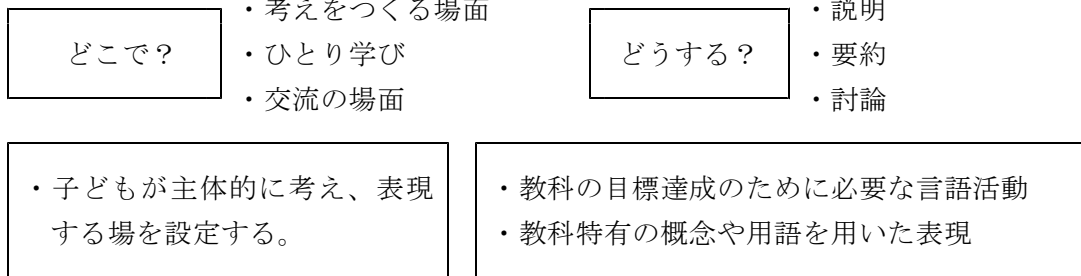 ・考えをつくる場面
どこで？
・ひとり学び
・交流の場面
・説明
どうする？
・要約
・討論
・子どもが主体的に考え、表現
する場を設定する。
・教科の目標達成のために必要な言語活動
・教科特有の概念や用語を用いた表現